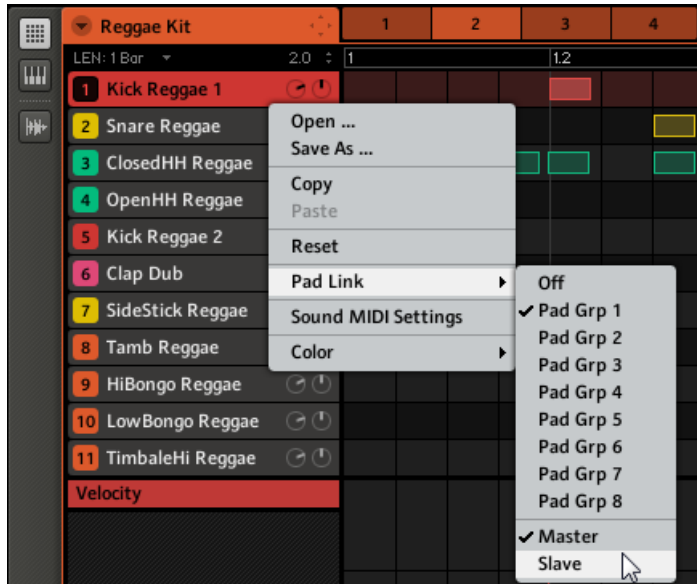 Reggae Kit
1 2 3 4
LEN: 1 Bar 2.0 1 1.2
1 Kick Reggae 1
2 Snare Reggae
3 ClosedHH Reggae
4 OpenHH Reggae
5 Kick Reggae 2
6 Clap Dub
7 SideStick Reggae
8 Tamb Reggae
9 HiBongo Reggae
10 LowBongo Reggae
11 TimbaleHi Reggae
Velocity
Open ...
Save As ...
Copy
Paste
Reset
Pad Link
Sound MIDI Settings
Color
Off
Pad Grp 1
Pad Grp 2
Pad Grp 3
Pad Grp 4
Pad Grp 5
Pad Grp 6
Pad Grp 7
Pad Grp 8
Master
Slave